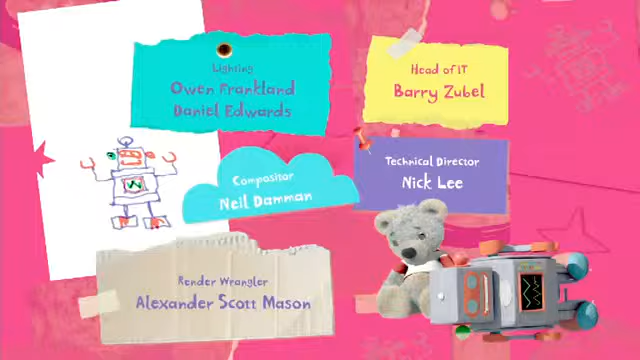 Lighting
Owen Frankland
Daniel Edwards
Head of IT
Barry Zubel
Compositor
Neil Damman
Technical Director
Nick Lee
Render Wrangler
Alexander Scott Mason